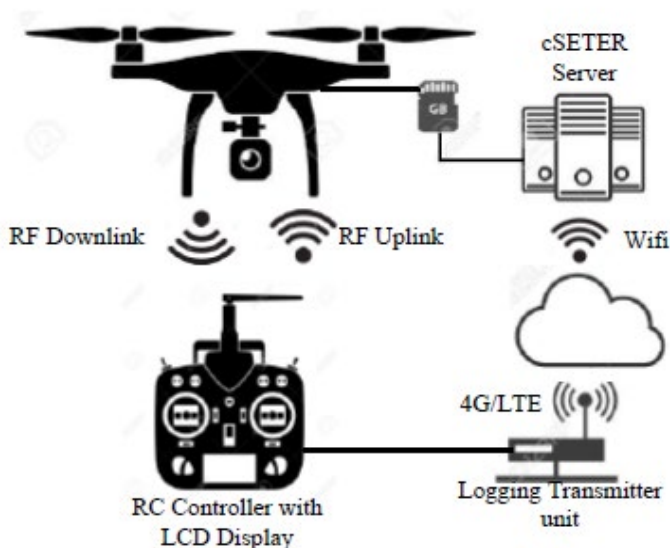 cSETER
Server
GB
RF Downlink
RF Uplink
Wifi
4G/LTE
RC Controller with
LCD Display
Logging Transmitter
unit